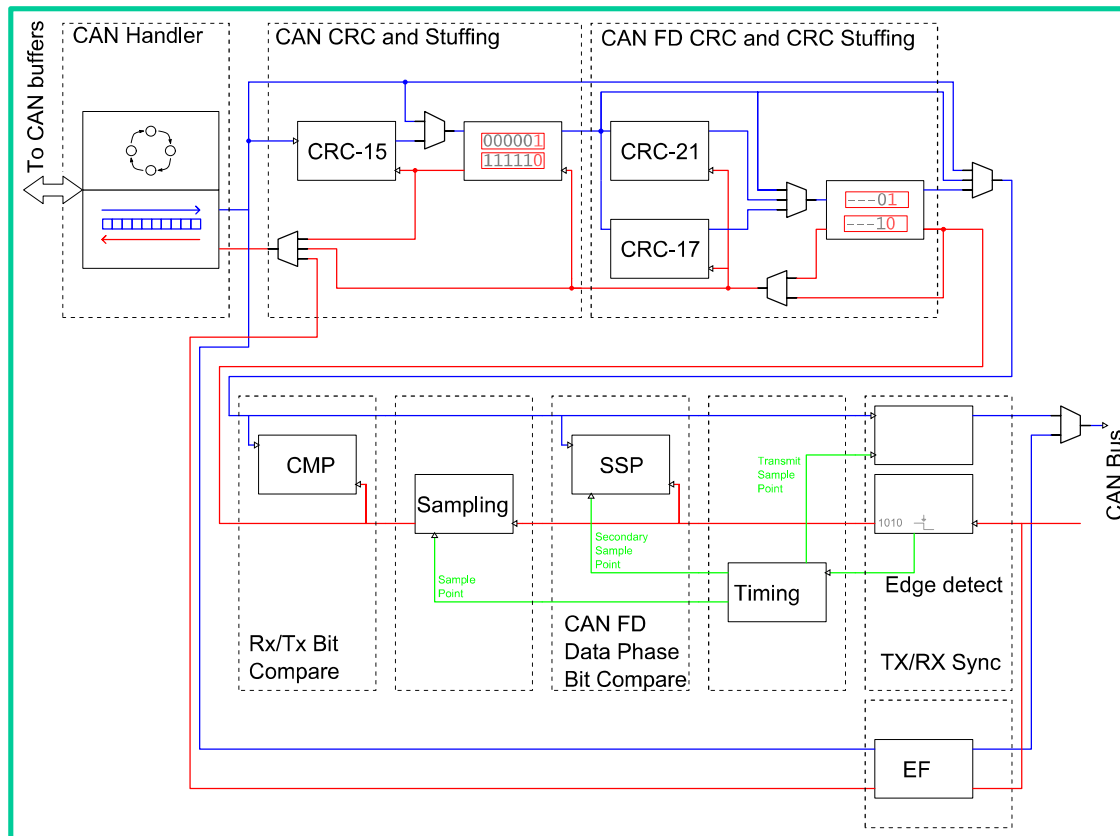 To CAN buffers
CAN Handler
CAN CRC and Stuffing
CAN FD CRC and CRC Stuffing
CRC-15
000001
111110
CRC-21
CRC-17
---01
---10
CMP
Sampling
SSP
Transmit
Sample
Point
1010
CAN Bus
Secondary
Sample
Point
Sample
Point
Timing
Edge detect
Rx/Tx Bit
Compare
CAN FD
Data Phase
Bit Compare
TX/RX Sync
EF